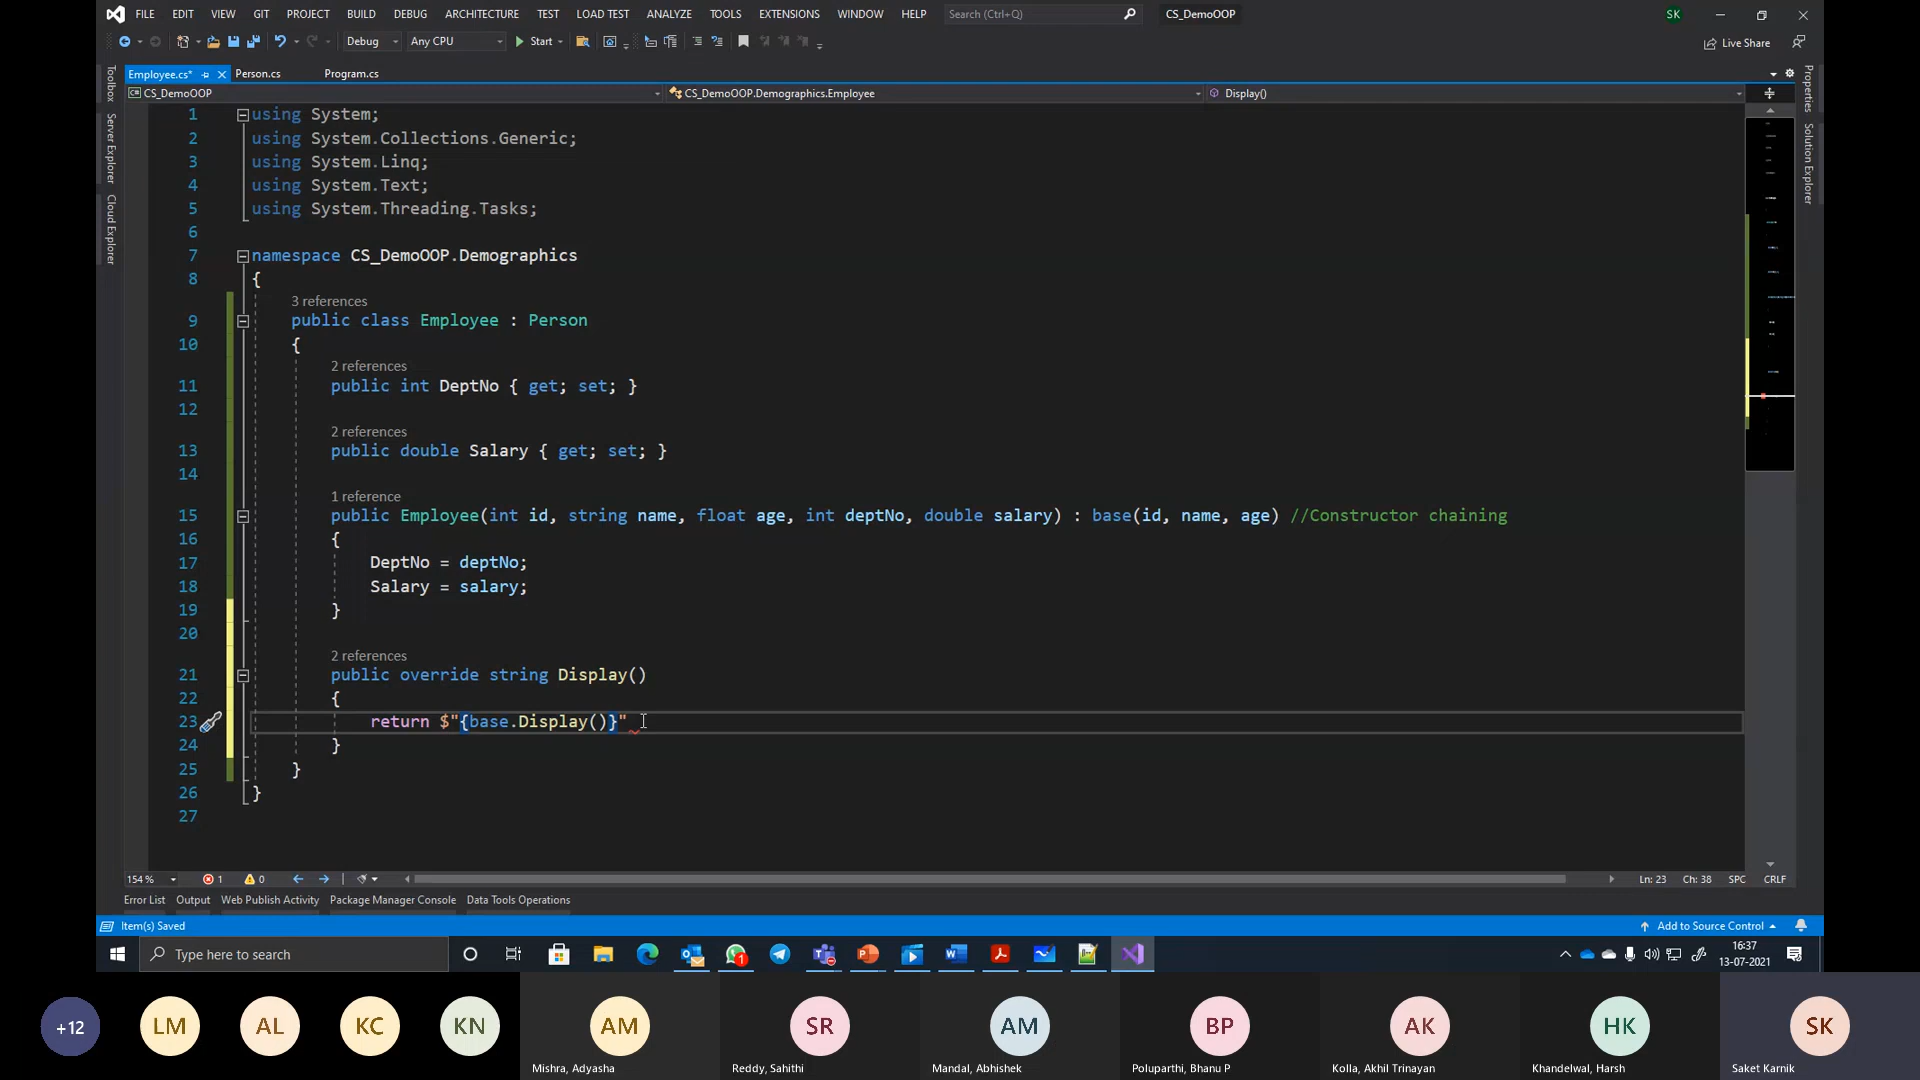 FILE EDIT VIEW GIT PROJECT BUILD DEBUG ARCHITECTURE TEST LOAD TEST ANALYZE TOOLS EXTENSIONS WINDOW HELP Search (Ctrl+Q) CS_DemoOOP SK
Debug Any CPU Start Live Share
Employee.cs* Person.cs Program.cs
CS_DemoOOP CS_DemoOOP.Demographics.Employee Display()
Toolbox
Server Explorer
Cloud Explorer
Properties
Solution Explorer
1 using System;
2 using System.Collections.Generic;
3 using System.Linq;
4 using System.Text;
5 using System.Threading.Tasks;
6
7 namespace CS_DemoOOP.Demographics
8 {
3 references
9 public class Employee : Person
10 {
2 references
11 public int DeptNo { get; set; }
12
2 references
13 public double Salary { get; set; }
14
1 reference
15 public Employee(int id, string name, float age, int deptNo, double salary) : base(id, name, age) //Constructor chaining
16 {
17 DeptNo = deptNo;
18 Salary = salary;
19 }
20
2 references
21 public override string Display()
22 {
23 return $"{base.Display()}"
24 }
25 }
26 }
27
154 % 1 0 Ln: 23 Ch: 38 SPC CRLF
Error List Output Web Publish Activity Package Manager Console Data Tools Operations
Item(s) Saved Add to Source Control
Type here to search 1 16:37
13-07-2021
+12 LM AL KC KN AM SR AM BP AK HK SK
Mishra, Adyasha Reddy, Sahithi Mandal, Abhishek Poluparthi, Bhanu P Kolla, Akhil Trinayan Khandelwal, Harsh Saket Karnik